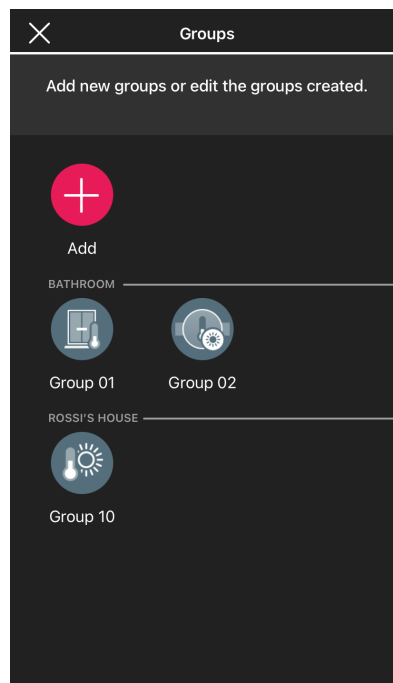 Groups
Add new groups or edit the groups created.
Add
BATHROOM
Group 01 Group 02
ROSSI'S HOUSE
Group 10